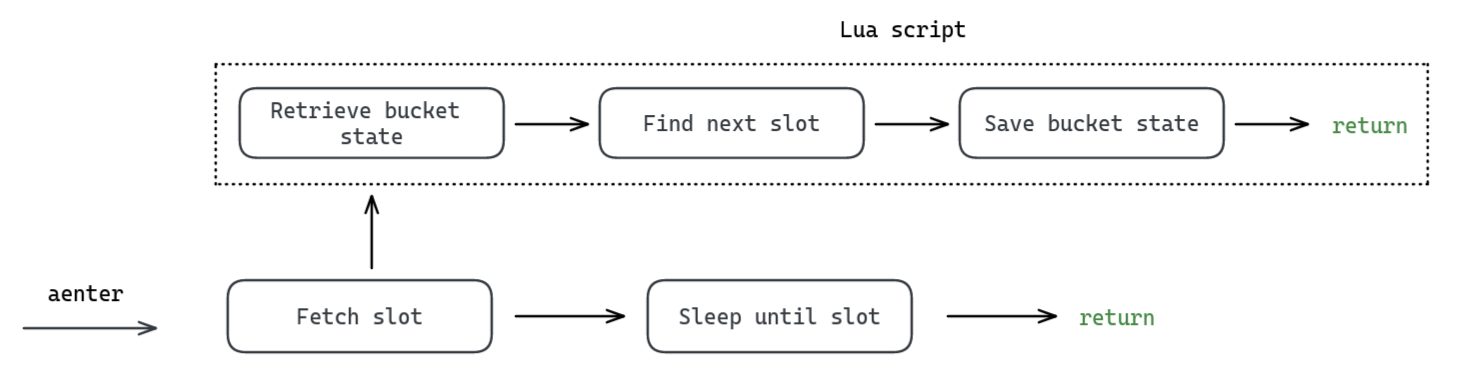 Lua script
Retrieve bucket
state
Find next slot
Save bucket state
return
aenter
Fetch slot
Sleep until slot
return